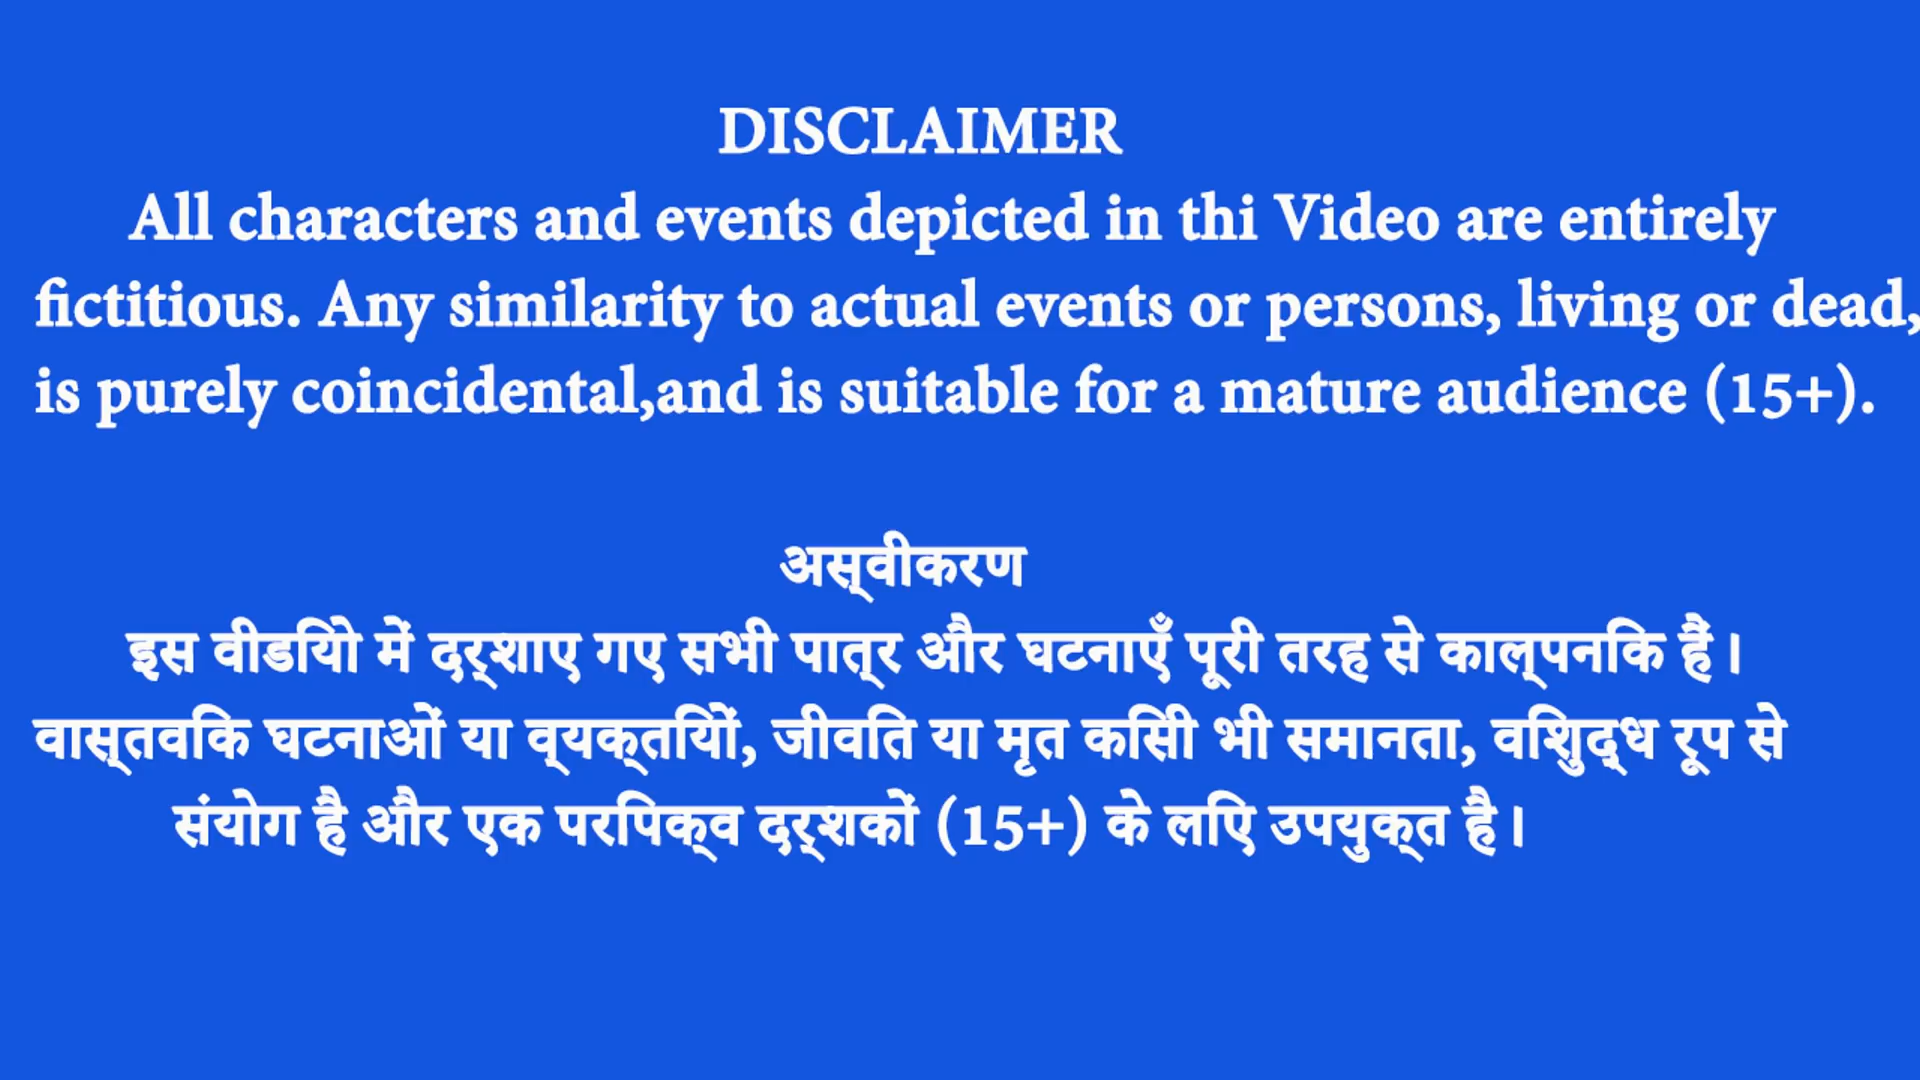 DISCLAIMER
All characters and events depicted in thi Video are entirely
fictitious. Any similarity to actual events or persons, living or dead,
is purely coincidental,and is suitable for a mature audience (15+).
अस्वीकरण
इस वीडियो में दर्शाए गए सभी पात्र और घटनाएँ पूरी तरह से काल्पनिक हैं।
वास्तविक घटनाओं या व्यक्तियों, जीवित या मृत किसी भी समानता, विशुद्ध रूप से
संयोग है और एक परिपक्व दर्शकों (15+) के लिए उपयुक्त है।